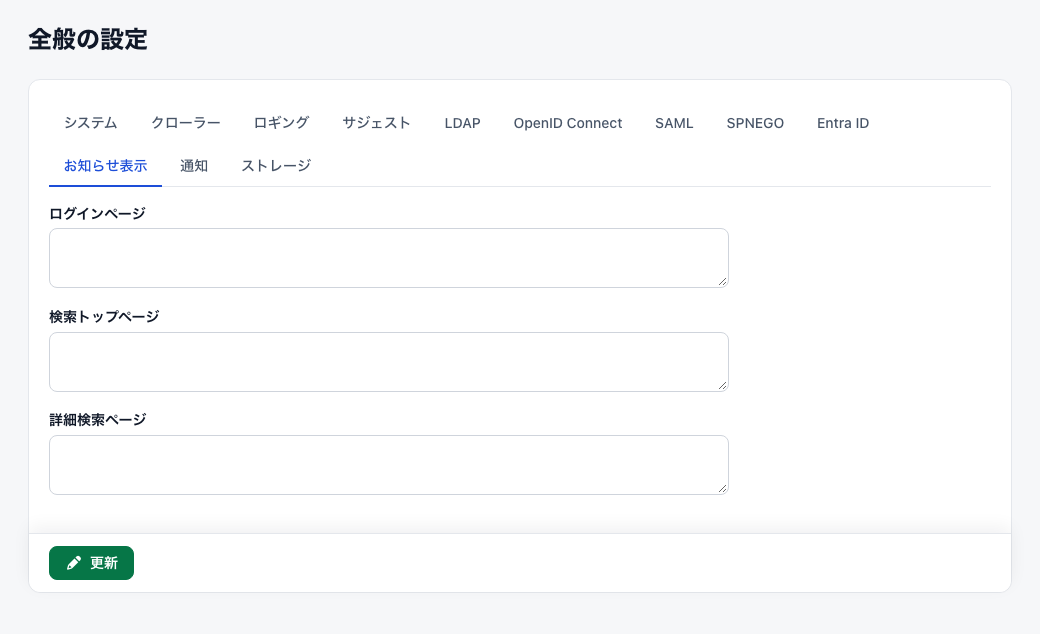 全般の設定
システム クローラー ロギング サジェスト LDAP OpenID Connect SAML SPNEGO Entra ID
お知らせ表示 通知 ストレージ
ログインページ
検索トップページ
詳細検索ページ
更新